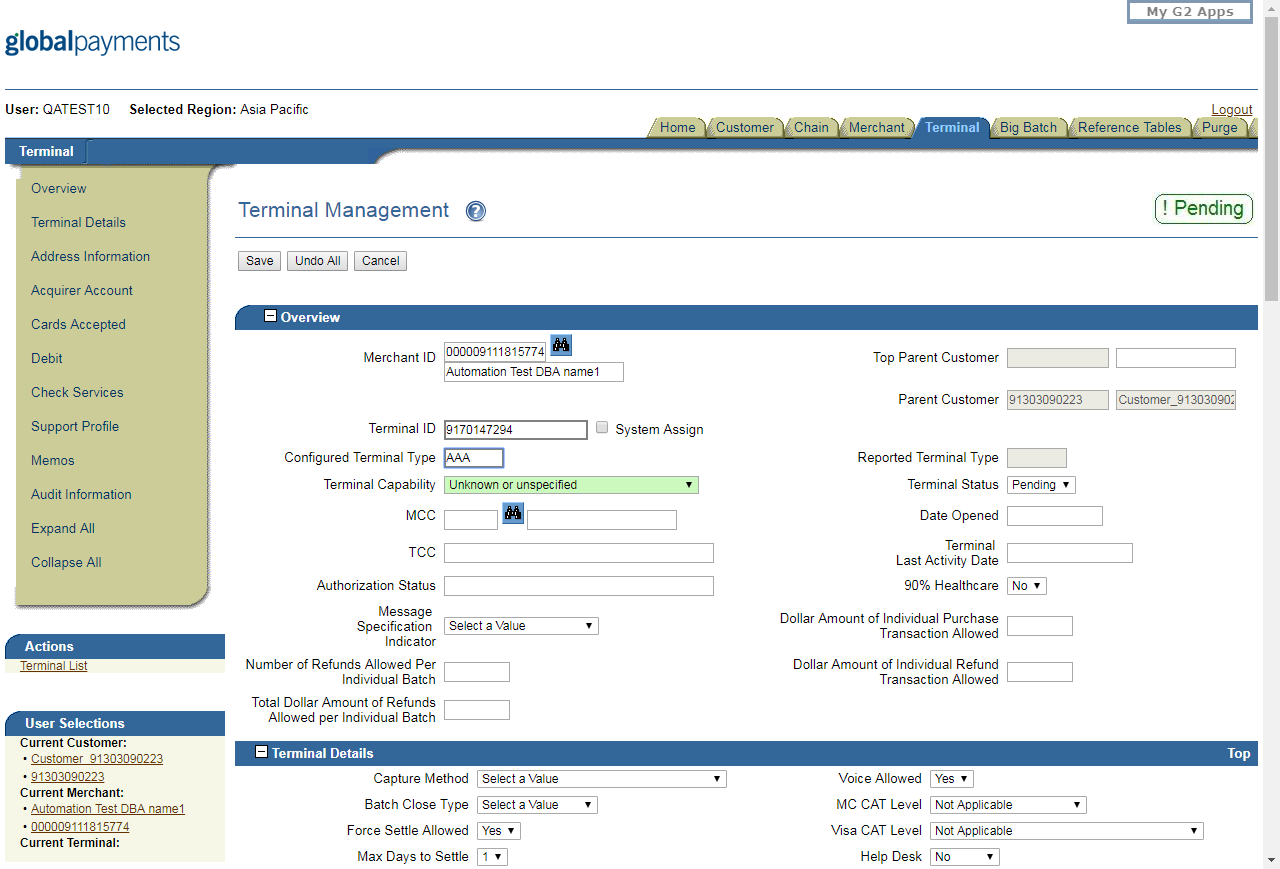 My G2 Apps
globalpayments
User: QATEST10 Selected Region: Asia Pacific
Logout
Home Customer Chain Merchant Terminal Big Batch Reference Tables Purge
Terminal
Overview
Terminal Details
Address Information
Acquirer Account
Cards Accepted
Debit
Check Services
Support Profile
Memos
Audit Information
Expand All
Collapse All
Actions
Terminal List
User Selections
Current Customer:
• Customer_91303090223
• 91303090223
Current Merchant:
• Automation Test DBA name1
• 000009111815774
Current Terminal:
Terminal Management ?
! Pending
Save Undo All Cancel
Overview
Merchant ID 000009111815774
Automation Test DBA name1
Top Parent Customer
Parent Customer 91303090223 Customer_913030902
Terminal ID 9170147294 System Assign
Configured Terminal Type AAA Reported Terminal Type
Terminal Capability Unknown or unspecified Terminal Status Pending
MCC Date Opened
TCC Terminal
Last Activity Date
Authorization Status 90% Healthcare No
Message
Specification
Indicator
Select a Value
Dollar Amount of Individual Purchase
Transaction Allowed
Number of Refunds Allowed Per
Individual Batch
Dollar Amount of Individual Refund
Transaction Allowed
Total Dollar Amount of Refunds
Allowed per Individual Batch
Terminal Details Top
Capture Method Select a Value Voice Allowed Yes
Batch Close Type Select a Value MC CAT Level Not Applicable
Force Settle Allowed Yes Visa CAT Level Not Applicable
Max Days to Settle 1 Help Desk No